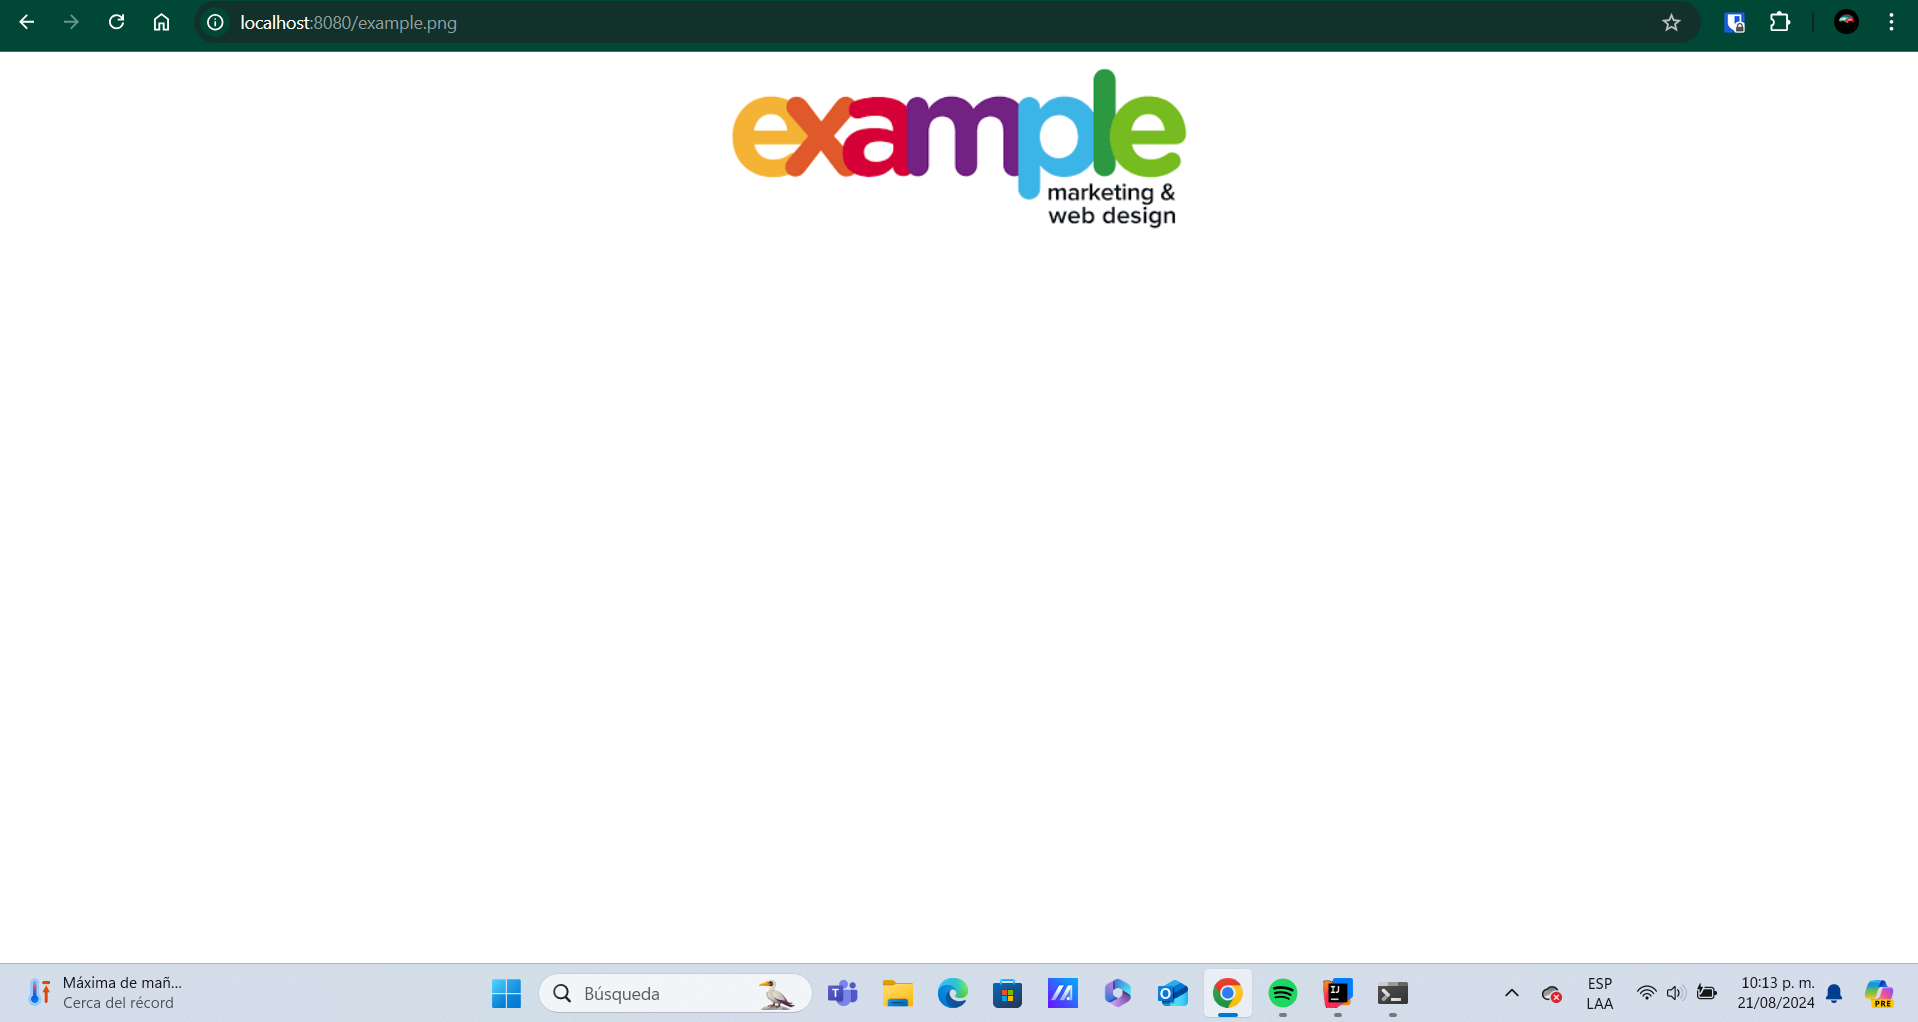 localhost:8080/example.png
example
marketing &
web design
Máxima de mañ...
Cerca del récord
Búsqueda
ESP
LAA
10:13 p. m.
21/08/2024
PRE